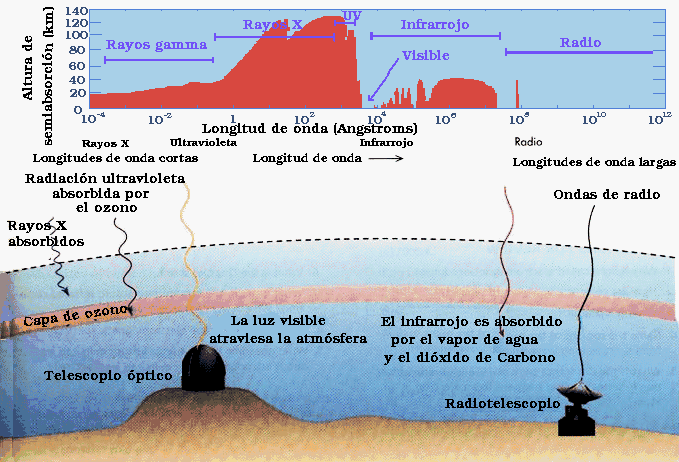 Altura de
semiabsorción (km)
140
120
100
80
60
40
20
0
Rayos gamma
Rayos X
UV
Infrarrojo
Visible
Radio
10⁻⁴
10⁻²
1
10²
10⁴
10⁶
10⁸
10¹⁰
10¹²
Longitud de onda (Angstroms)
Rayos X
Ultravioleta
Infrarrojo
Radio
Longitudes de onda cortas
Longitud de onda
Longitudes de onda largas
Radiación ultravioleta
absorbida por
el ozono
Ondas de radio
Rayos X
absorbidos
Capa de ozono
La luz visible
atraviesa la atmósfera
El infrarrojo es absorbido
por el vapor de agua
y el dióxido de Carbono
Telescopio óptico
Radiotelescopio